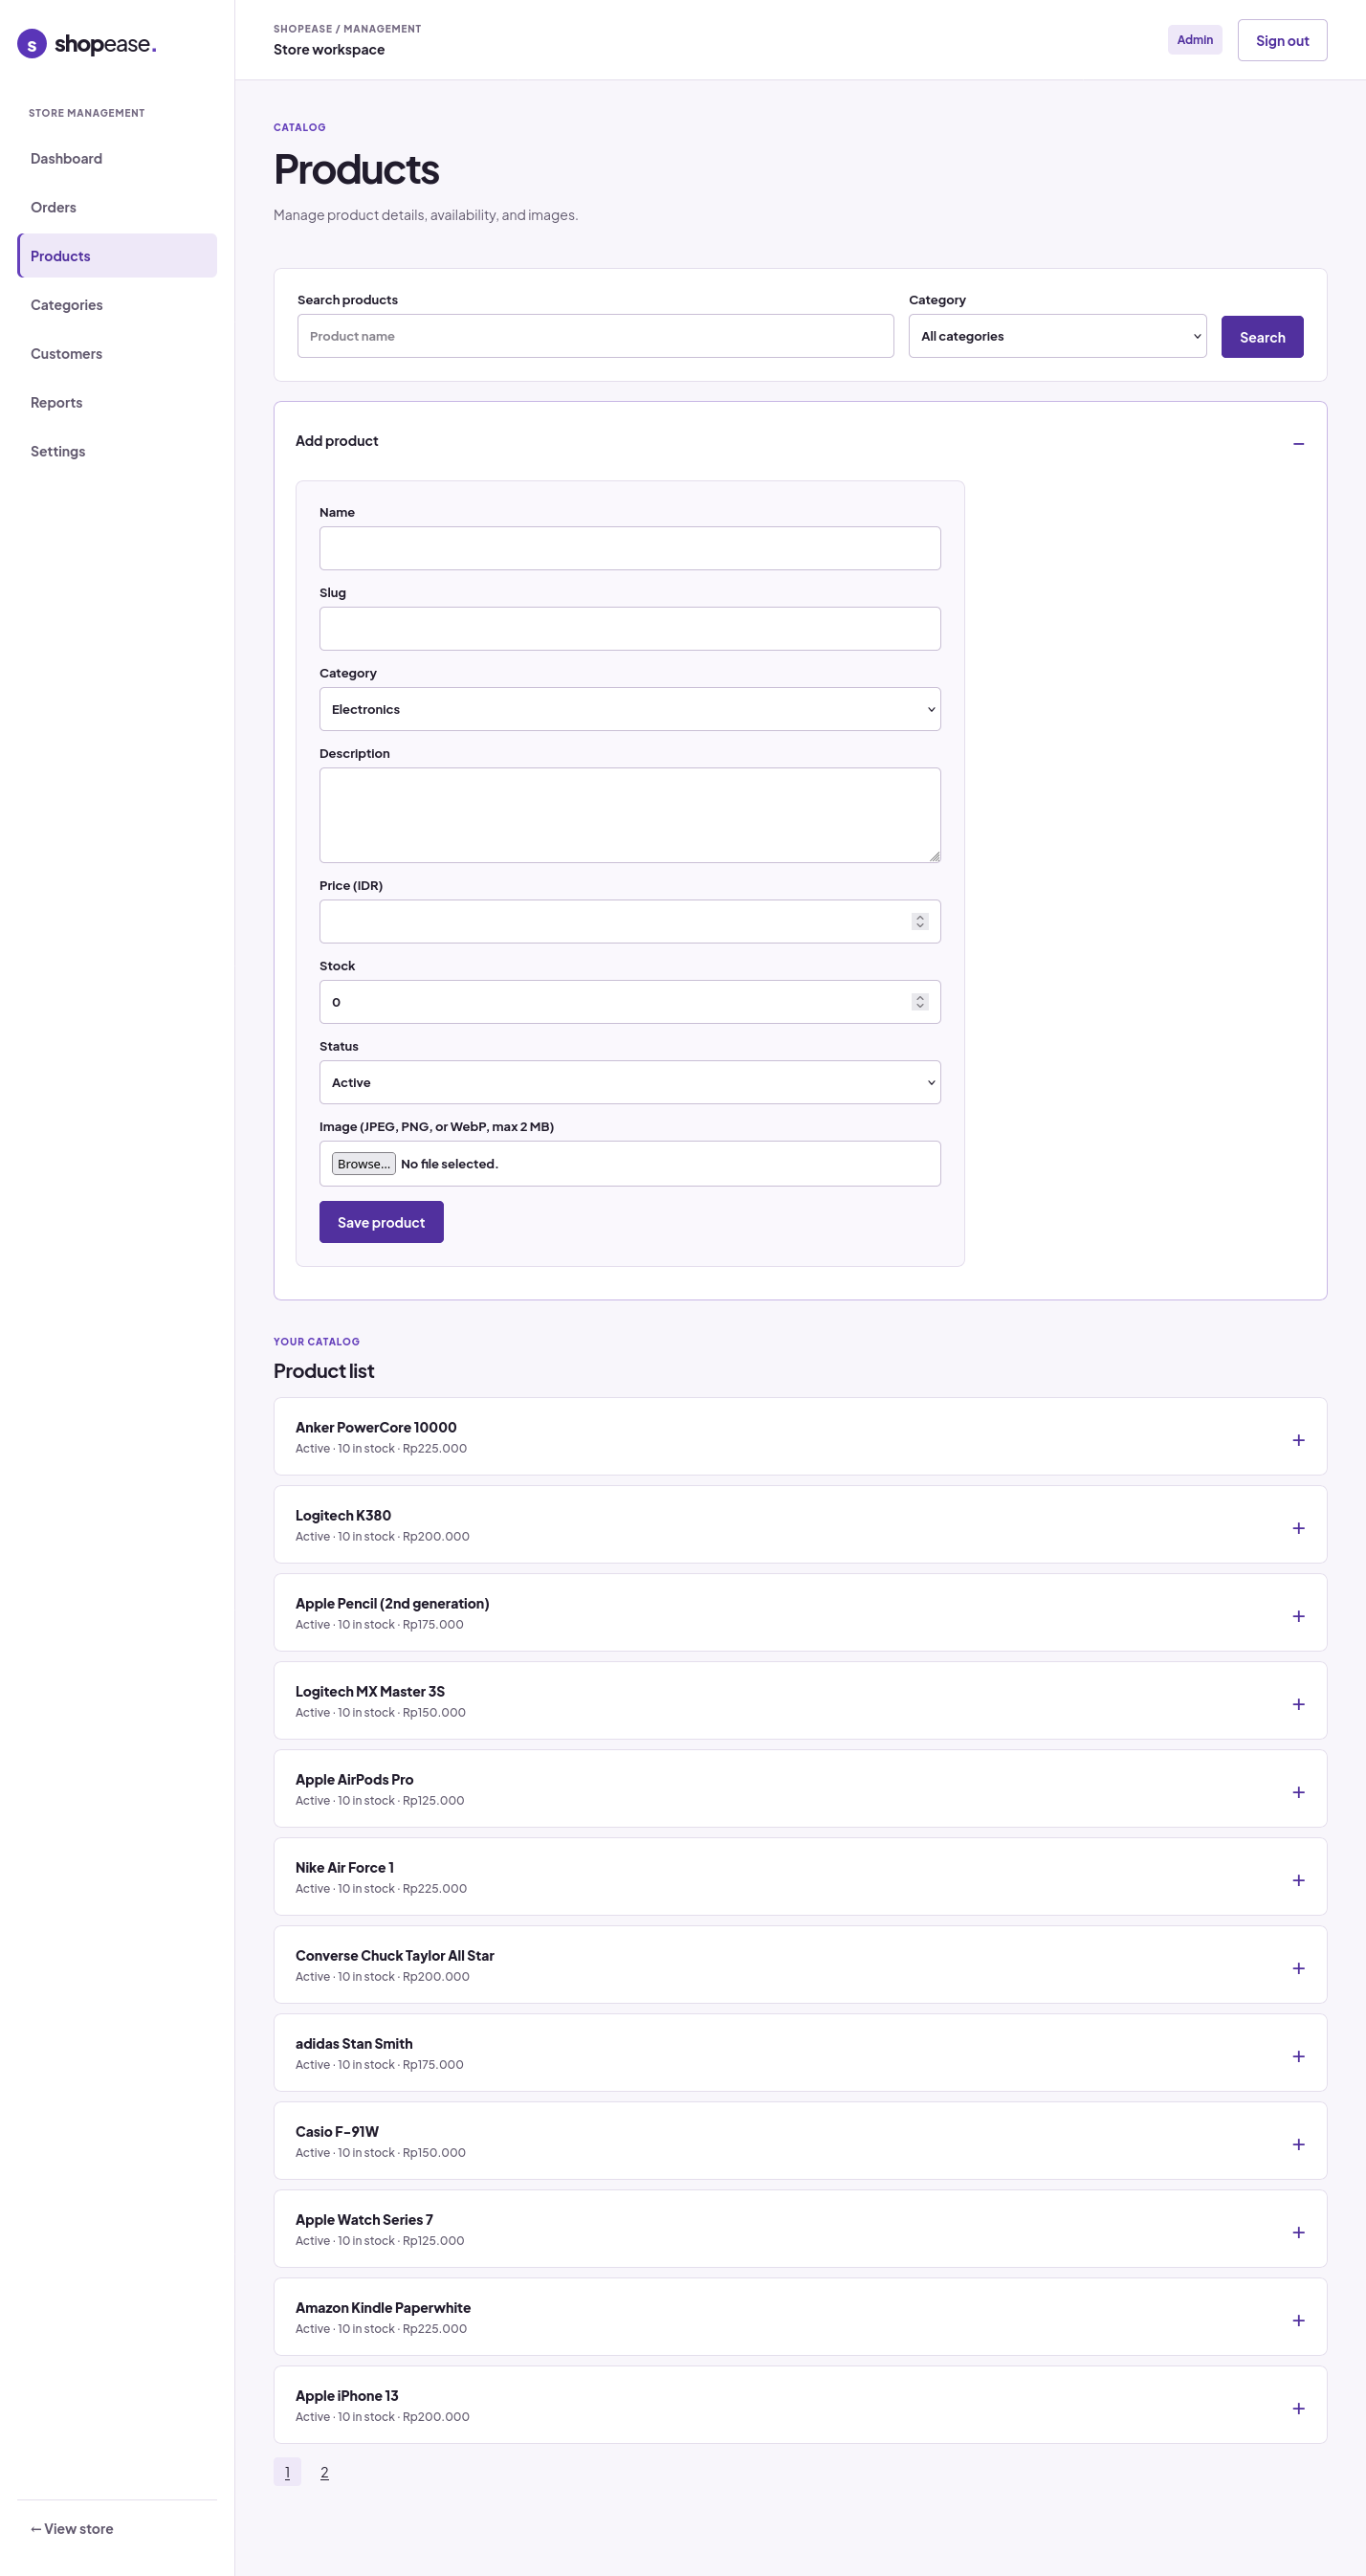 s shopease.
STORE MANAGEMENT
Dashboard
Orders
Products
Categories
Customers
Reports
Settings
← View store
SHOPEASE / MANAGEMENT
Store workspace
Admin
Sign out
CATALOG
Products
Manage product details, availability, and images.
Search products
Product name
Category
All categories
Search
Add product
Name
Slug
Category
Electronics
Description
Price (IDR)
Stock
0
Status
Active
Image (JPEG, PNG, or WebP, max 2 MB)
Browse... No file selected.
Save product
YOUR CATALOG
Product list
Anker PowerCore 10000
Active · 10 in stock · Rp225.000
Logitech K380
Active · 10 in stock · Rp200.000
Apple Pencil (2nd generation)
Active · 10 in stock · Rp175.000
Logitech MX Master 3S
Active · 10 in stock · Rp150.000
Apple AirPods Pro
Active · 10 in stock · Rp125.000
Nike Air Force 1
Active · 10 in stock · Rp225.000
Converse Chuck Taylor All Star
Active · 10 in stock · Rp200.000
adidas Stan Smith
Active · 10 in stock · Rp175.000
Casio F-91W
Active · 10 in stock · Rp150.000
Apple Watch Series 7
Active · 10 in stock · Rp125.000
Amazon Kindle Paperwhite
Active · 10 in stock · Rp225.000
Apple iPhone 13
Active · 10 in stock · Rp200.000
1 2